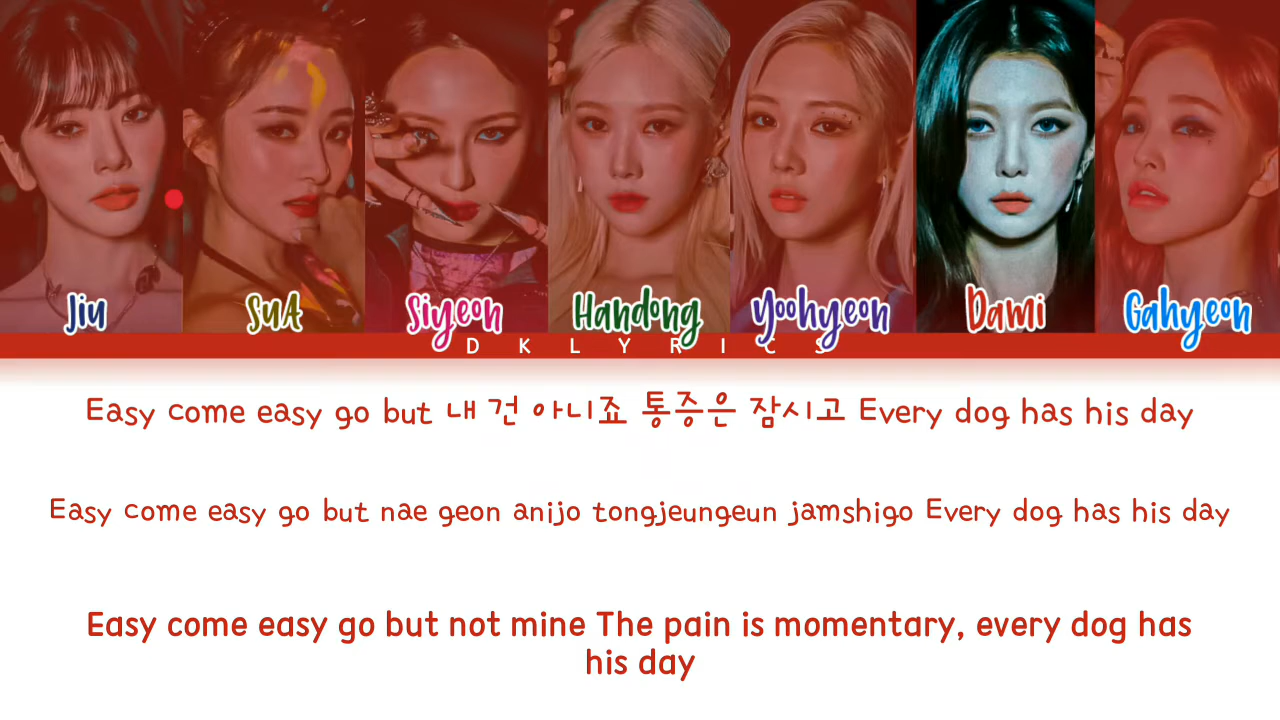 Jiu SuA Siyeon Handong Yoohyeon Dami Gahyeon
DKLYRICS
Easy come easy go but 내 건 아니죠 통증은 잠시고 Every dog has his day
Easy come easy go but nae geon anijo tongjeungeun jamshigo Every dog has his day
Easy come easy go but not mine The pain is momentary, every dog has
his day